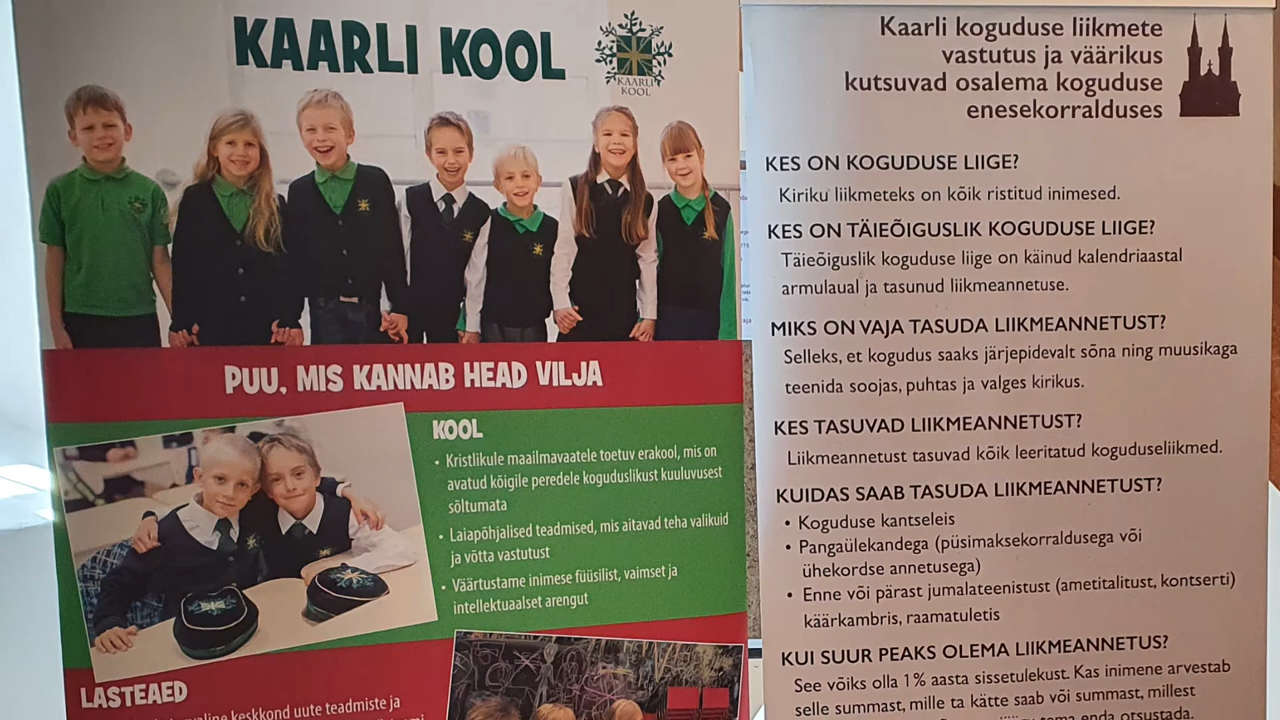 KAARLI KOOL
KAARLI
KOOL
PUU, MIS KANNAB HEAD VILJA
KOOL
• Kristlikule maailmavaatele toetuv erakool, mis on
avatud kõigile peredele koguduslikust kuuluvusest
sõltumata
• Laiapõhjalised teadmised, mis aitavad teha valikuid
ja võtta vastutust
• Väärtustame inimese füüsilist, vaimset ja
intellektuaalset arengut
LASTEAED
keskkond uute teadmiste ja
Kaarli koguduse liikmete
vastutus ja väärikus
kutsuvad osalema koguduse
enesekorralduses
KES ON KOGUDUSE LIIGE?
Kiriku liikmeteks on kõik ristitud inimesed.
KES ON TÄIEÕIGUSLIK KOGUDUSE LIIGE?
Täieõiguslik koguduse liige on käinud kalendriaastal
armulaual ja tasunud liikmeannetuse.
MIKS ON VAJA TASUDA LIIKMEANNETUST?
Selleks, et kogudus saaks järjepidevalt sõna ning muusikaga
teenida soojas, puhtas ja valges kirikus.
KES TASUVAD LIIKMEANNETUST?
Liikmeannetust tasuvad kõik leeritatud koguduseliikmed.
KUIDAS SAAB TASUDA LIIKMEANNETUST?
• Koguduse kantseleis
• Pangaülekandega (püsimaksekorraldusega või
ühekordse annetusega)
• Enne või pärast jumalateenistust (ametitalitust, kontserti)
käärkambris, raamatuletis
KUI SUUR PEAKS OLEMA LIIKMEANNETUS?
See võiks olla 1% aasta sissetulekust. Kas inimene arvestab
selle summast, mille ta kätte saab või summast, millest
tema enda otsustada.